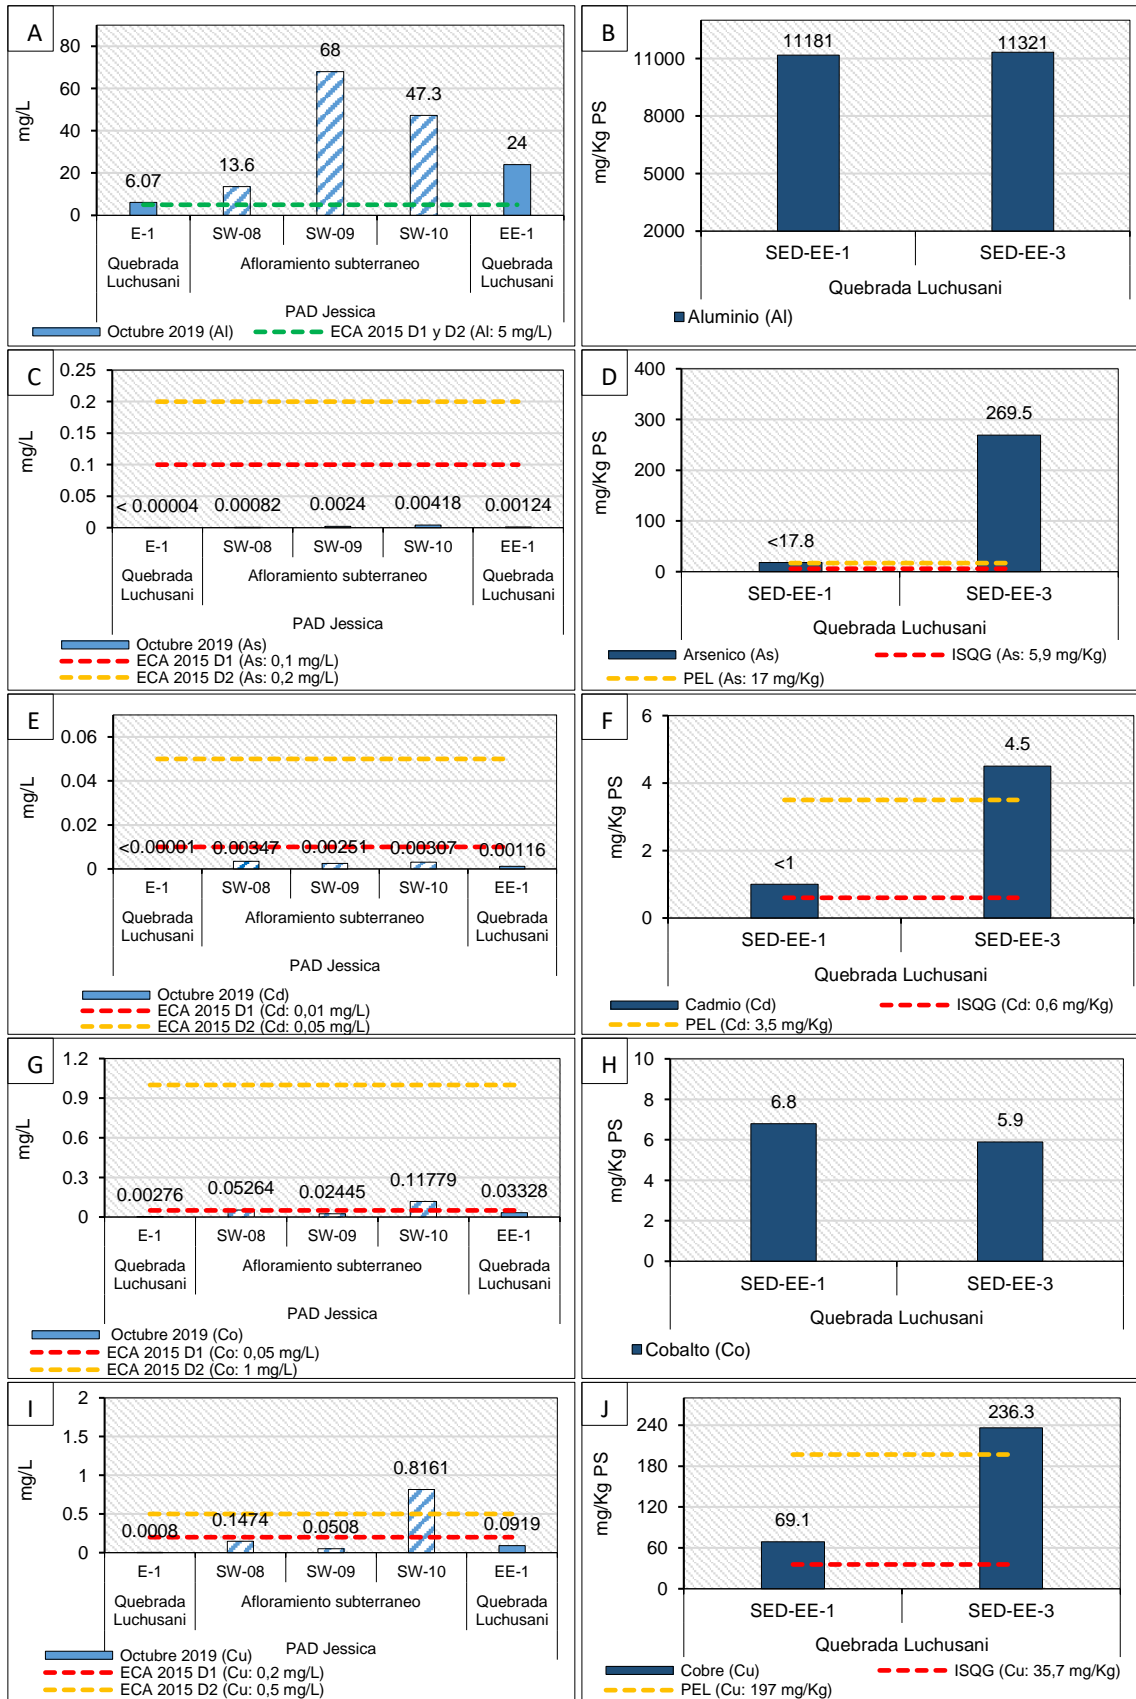 A
mg/L
80
60
40
20
0
6.07
13.6
68
47.3
24
E-1
SW-08
SW-09
SW-10
EE-1
Quebrada Luchusani
Afloramiento subterraneo
Quebrada Luchusani
PAD Jessica
Octubre 2019 (Al)
ECA 2015 D1 y D2 (Al: 5 mg/L)
B
mg/Kg PS
11000
8000
5000
2000
11181
11321
SED-EE-1
SED-EE-3
Quebrada Luchusani
Aluminio (Al)
C
mg/L
0.25
0.2
0.15
0.1
0.05
0
< 0.00004
0.00082
0.0024
0.00418
0.00124
E-1
SW-08
SW-09
SW-10
EE-1
Quebrada Luchusani
Afloramiento subterraneo
Quebrada Luchusani
PAD Jessica
Octubre 2019 (As)
ECA 2015 D1 (As: 0,1 mg/L)
ECA 2015 D2 (As: 0,2 mg/L)
D
mg/Kg PS
400
300
200
100
0
<17.8
269.5
SED-EE-1
SED-EE-3
Quebrada Luchusani
Arsenico (As)
ISQG (As: 5,9 mg/Kg)
PEL (As: 17 mg/Kg)
E
mg/L
0.06
0.04
0.02
0
<0.00001
0.00347
0.00251
0.00307
0.00116
E-1
SW-08
SW-09
SW-10
EE-1
Quebrada Luchusani
Afloramiento subterraneo
Quebrada Luchusani
PAD Jessica
Octubre 2019 (Cd)
ECA 2015 D1 (Cd: 0,01 mg/L)
ECA 2015 D2 (Cd: 0,05 mg/L)
F
mg/Kg PS
6
4
2
0
<1
4.5
SED-EE-1
SED-EE-3
Quebrada Luchusani
Cadmio (Cd)
ISQG (Cd: 0,6 mg/Kg)
PEL (Cd: 3,5 mg/Kg)
G
mg/L
1.2
0.9
0.6
0.3
0
0.00276
0.05264
0.02445
0.11779
0.03328
E-1
SW-08
SW-09
SW-10
EE-1
Quebrada Luchusani
Afloramiento subterraneo
Quebrada Luchusani
PAD Jessica
Octubre 2019 (Co)
ECA 2015 D1 (Co: 0,05 mg/L)
ECA 2015 D2 (Co: 1 mg/L)
H
mg/Kg PS
10
8
6
4
2
0
6.8
5.9
SED-EE-1
SED-EE-3
Quebrada Luchusani
Cobalto (Co)
I
mg/L
2
1.5
1
0.5
0
0.0008
0.1474
0.0508
0.8161
0.0919
E-1
SW-08
SW-09
SW-10
EE-1
Quebrada Luchusani
Afloramiento subterraneo
Quebrada Luchusani
PAD Jessica
Octubre 2019 (Cu)
ECA 2015 D1 (Cu: 0,2 mg/L)
ECA 2015 D2 (Cu: 0,5 mg/L)
J
mg/Kg PS
240
180
120
60
0
69.1
236.3
SED-EE-1
SED-EE-3
Quebrada Luchusani
Cobre (Cu)
ISQG (Cu: 35,7 mg/Kg)
PEL (Cu: 197 mg/Kg)